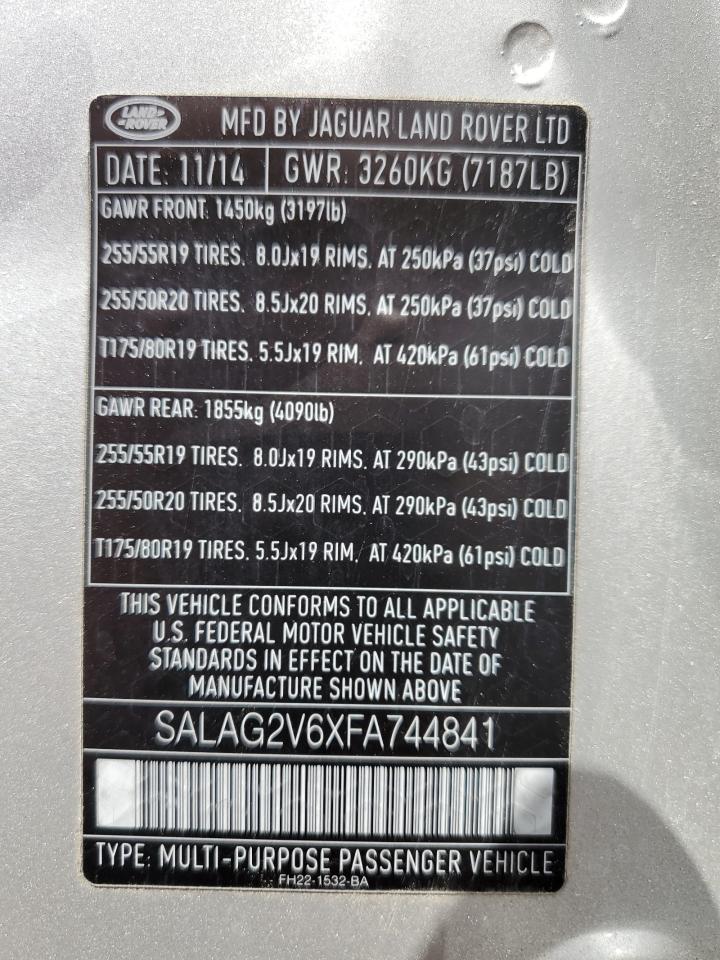 LAND ROVER MFD BY JAGUAR LAND ROVER LTD
DATE: 11/14 GWR: 3260KG (7187LB)
GAWR FRONT: 1450kg (3197lb)
255/55R19 TIRES. 8.0Jx19 RIMS. AT 250kPa (37psi) COLD
255/50R20 TIRES. 8.5Jx20 RIMS. AT 250kPa (37psi) COLD
T175/80R19 TIRES. 5.5Jx19 RIM. AT 420kPa (61psi) COLD
GAWR REAR: 1855kg (4090lb)
255/55R19 TIRES. 8.0Jx19 RIMS. AT 290kPa (43psi) COLD
255/50R20 TIRES. 8.5Jx20 RIMS. AT 290kPa (43psi) COLD
T175/80R19 TIRES. 5.5Jx19 RIM. AT 420kPa (61psi) COLD
THIS VEHICLE CONFORMS TO ALL APPLICABLE
U.S. FEDERAL MOTOR VEHICLE SAFETY
STANDARDS IN EFFECT ON THE DATE OF
MANUFACTURE SHOWN ABOVE
SALAG2V6XFA744841
TYPE: MULTI-PURPOSE PASSENGER VEHICLE
FH22-1532-BA